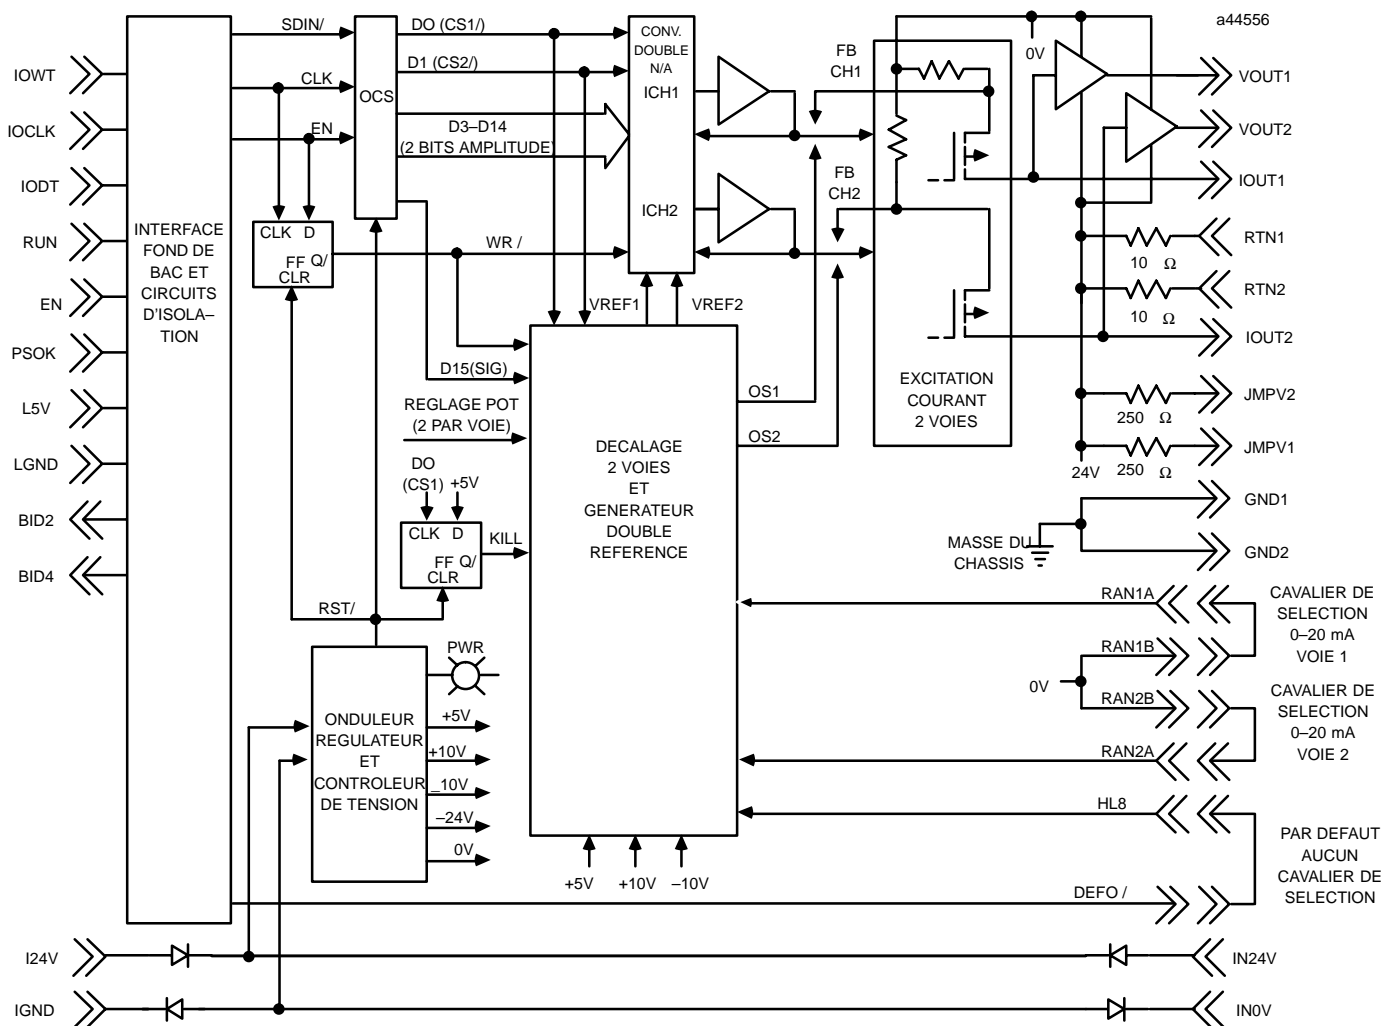 a44556
IOWT
IOCLK
IODT
RUN
EN
PSOK
L5V
LGND
BID2
BID4
I24V
IGND
INTERFACE
FOND DE
BAC ET
CIRCUITS
D'ISOLA–
TION
SDIN/
CLK
EN
OCS
CLK D
FF Q/
CLR
DO (CS1/)
D1 (CS2/)
D3–D14
(2 BITS AMPLITUDE)
WR /
CONV.
DOUBLE
N/A
ICH1
ICH2
VREF1
VREF2
D15(SIG)
REGLAGE POT
(2 PAR VOIE)
DO
(CS1)
+5V
CLK D
FF Q/
CLR
KILL
RST/
PWR
ONDULEUR
REGULATEUR
ET
CONTROLEUR
DE TENSION
+5V
+10V
_10V
–24V
0V
DECALAGE
2 VOIES
ET
GENERATEUR
DOUBLE
REFERENCE
+5V
+10V
–10V
OS1
OS2
FB
CH1
FB
CH2
EXCITATION
COURANT
2 VOIES
0V
24V
VOUT1
VOUT2
IOUT1
RTN1
10 Ω
RTN2
10 Ω
IOUT2
JMPV2
250 Ω
JMPV1
250 Ω
GND1
GND2
MASSE DU
CHASSIS
RAN1A
RAN1B
0V
RAN2B
RAN2A
HL8
DEFO /
CAVALIER DE
SELECTION
0–20 mA
VOIE 1
CAVALIER DE
SELECTION
0–20 mA
VOIE 2
PAR DEFAUT
AUCUN
CAVALIER DE
SELECTION
IN24V
IN0V